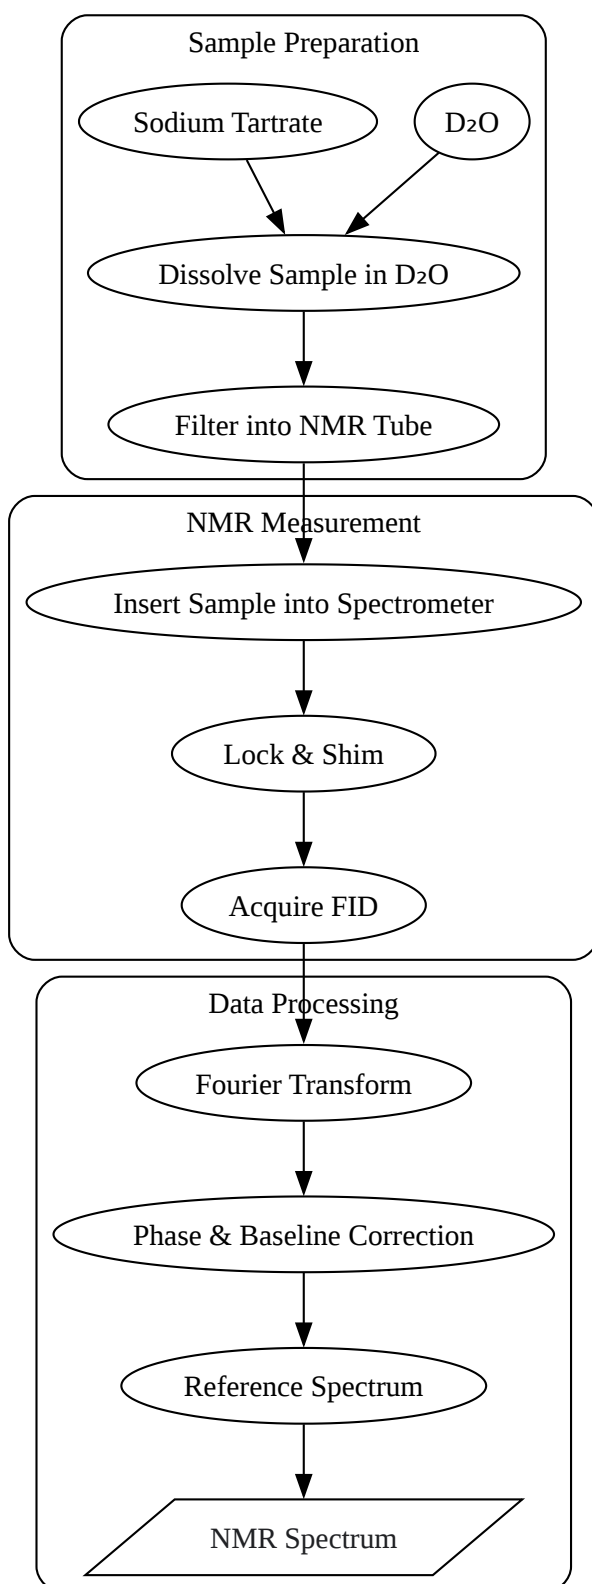 Sample Preparation
Sodium Tartrate
D₂O
Dissolve Sample in D₂O
Filter into NMR Tube
NMR Measurement
Insert Sample into Spectrometer
Lock & Shim
Acquire FID
Data Processing
Fourier Transform
Phase & Baseline Correction
Reference Spectrum
NMR Spectrum